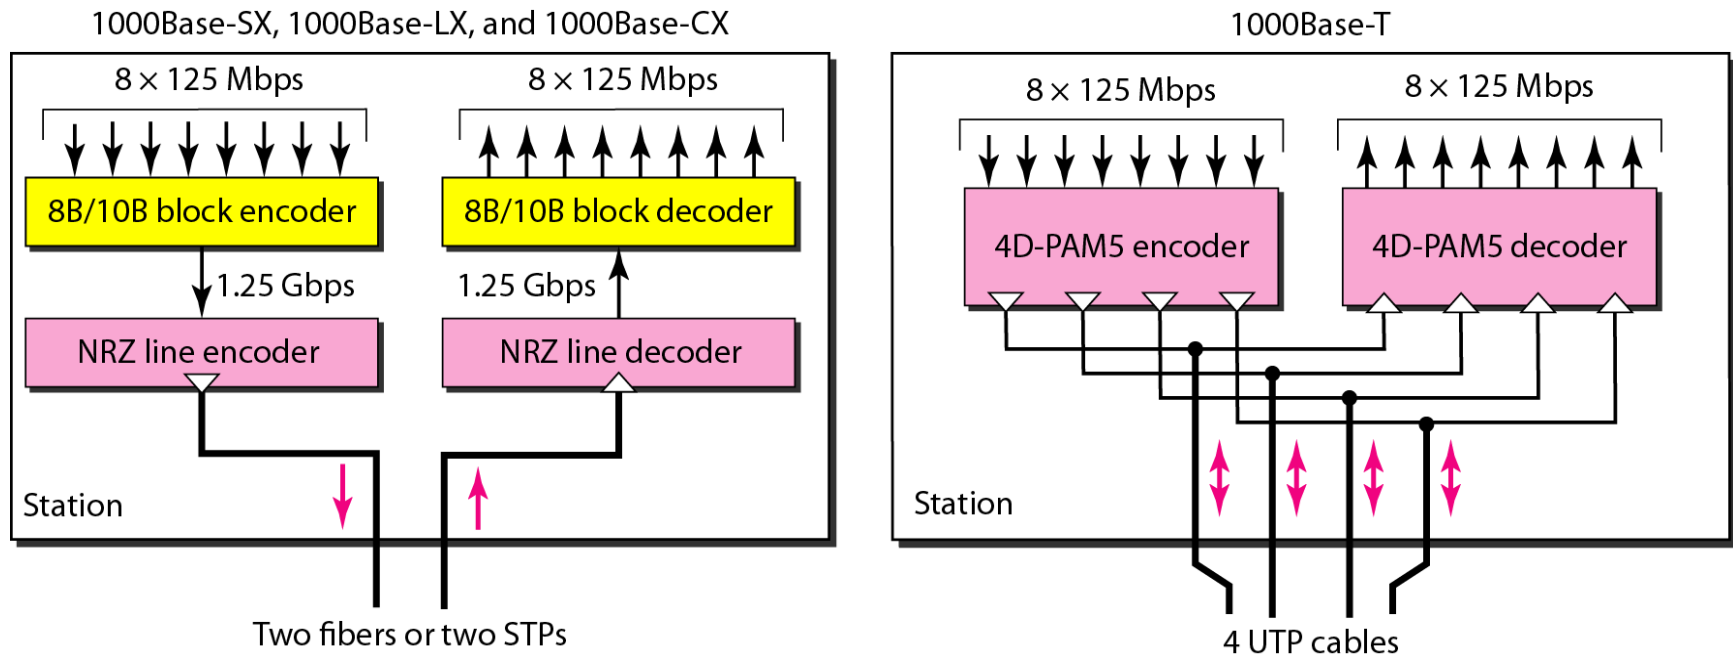 1000Base-SX, 1000Base-LX, and 1000Base-CX
8 × 125 Mbps
8 × 125 Mbps
8B/10B block encoder
8B/10B block decoder
1.25 Gbps
1.25 Gbps
NRZ line encoder
NRZ line decoder
Station
Two fibers or two STPs
1000Base-T
8 × 125 Mbps
8 × 125 Mbps
4D-PAM5 encoder
4D-PAM5 decoder
Station
4 UTP cables